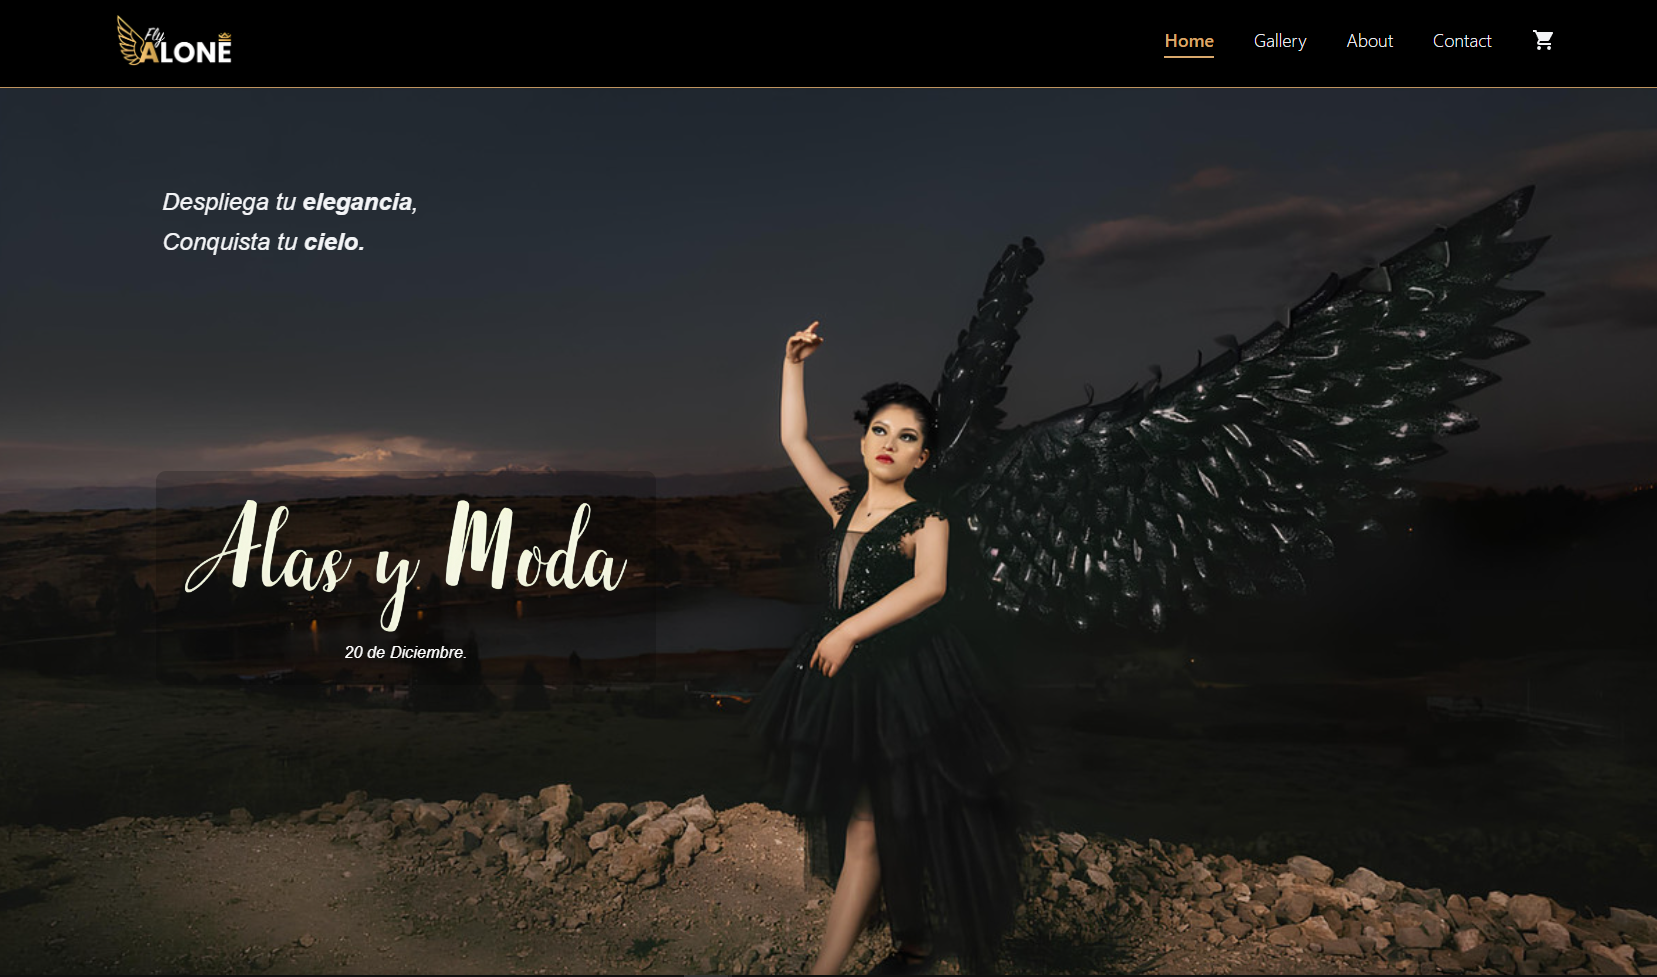 Fly
ALONE
Home Gallery About Contact
Despliega tu elegancia,
Conquista tu cielo.
Alas y Moda
20 de Diciembre.